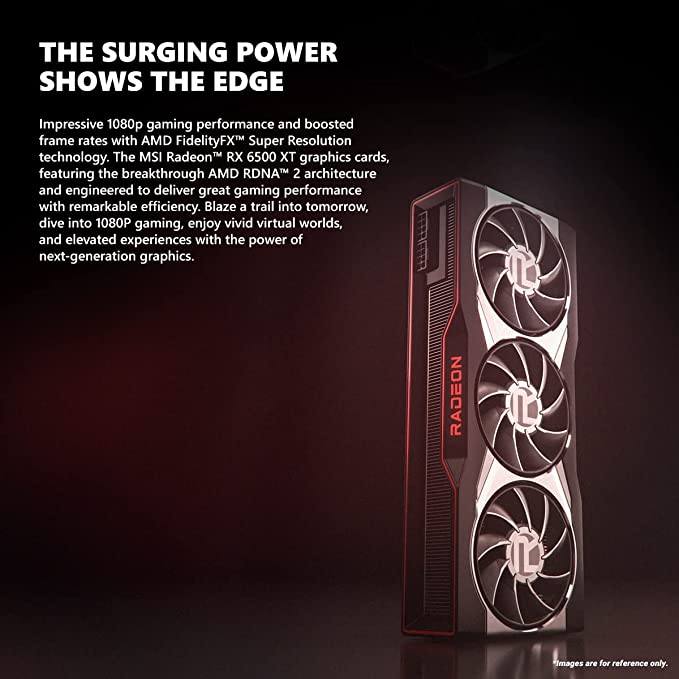 THE SURGING POWER
SHOWS THE EDGE
Impressive 1080p gaming performance and boosted
frame rates with AMD FidelityFX™ Super Resolution
technology. The MSI Radeon™ RX 6500 XT graphics cards,
featuring the breakthrough AMD RDNA™ 2 architecture
and engineered to deliver great gaming performance
with remarkable efficiency. Blaze a trail into tomorrow,
dive into 1080P gaming, enjoy vivid virtual worlds,
and elevated experiences with the power of
next-generation graphics.
RADEON
R
R
R
*Images are for reference only.